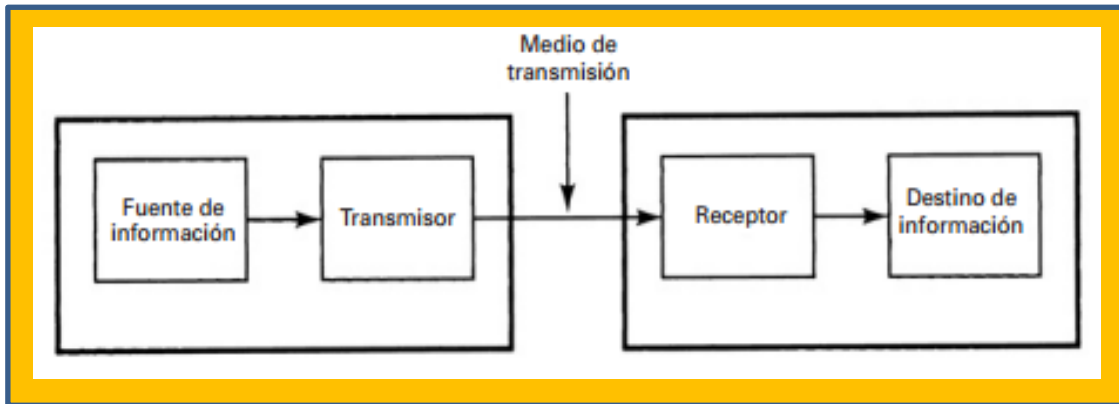 Medio de
transmisión
Fuente de
información
Transmisor
Receptor
Destino de
información